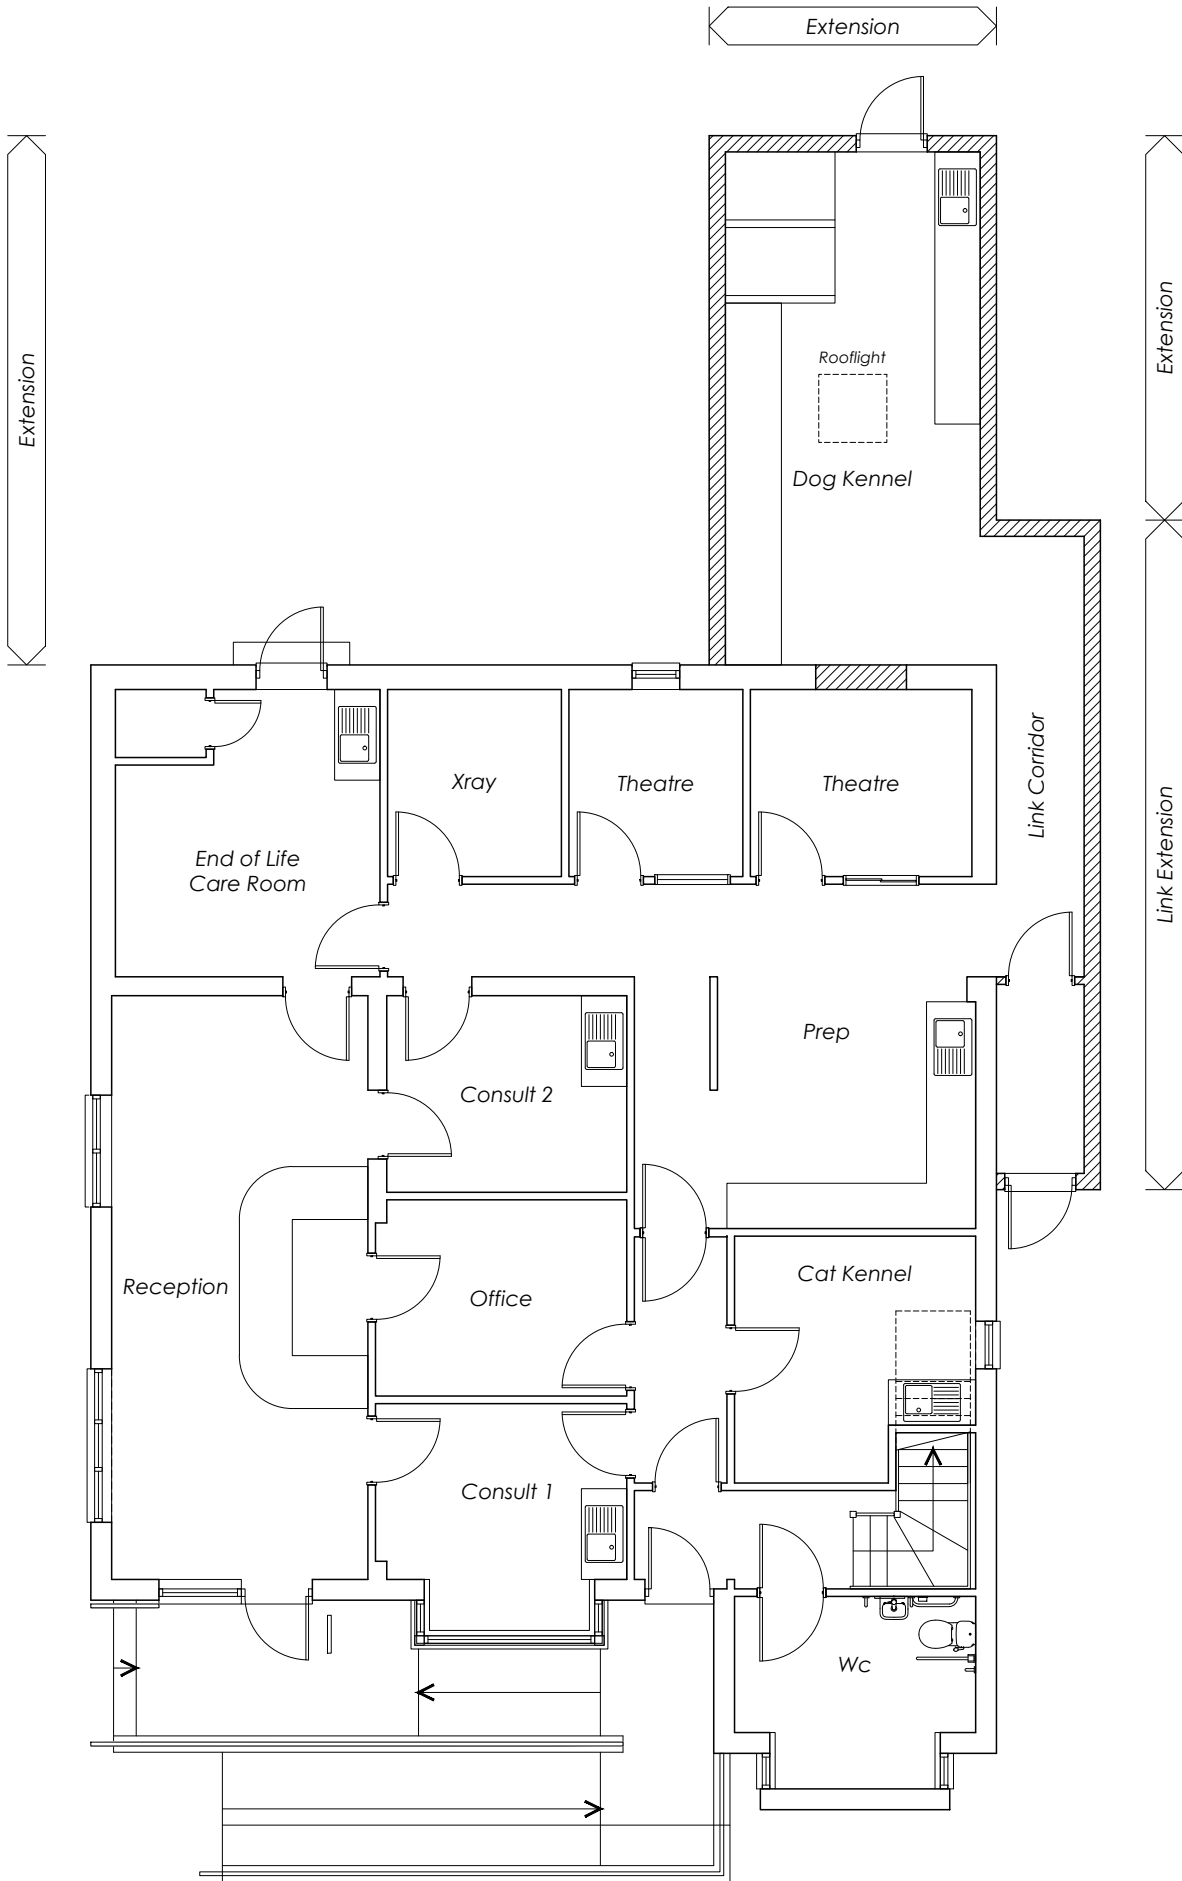 Extension
Extension
Extension
Rooflight
Dog Kennel
Link Corridor
Link Extension
Xray
Theatre
Theatre
End of Life
Care Room
Prep
Consult 2
Reception
Office
Cat Kennel
Consult 1
Wc